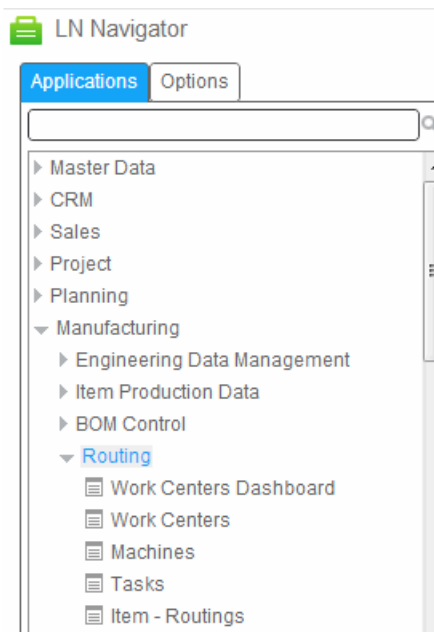 LN Navigator
Applications Options
Master Data
CRM
Sales
Project
Planning
Manufacturing
Engineering Data Management
Item Production Data
BOM Control
Routing
Work Centers Dashboard
Work Centers
Machines
Tasks
Item - Routings